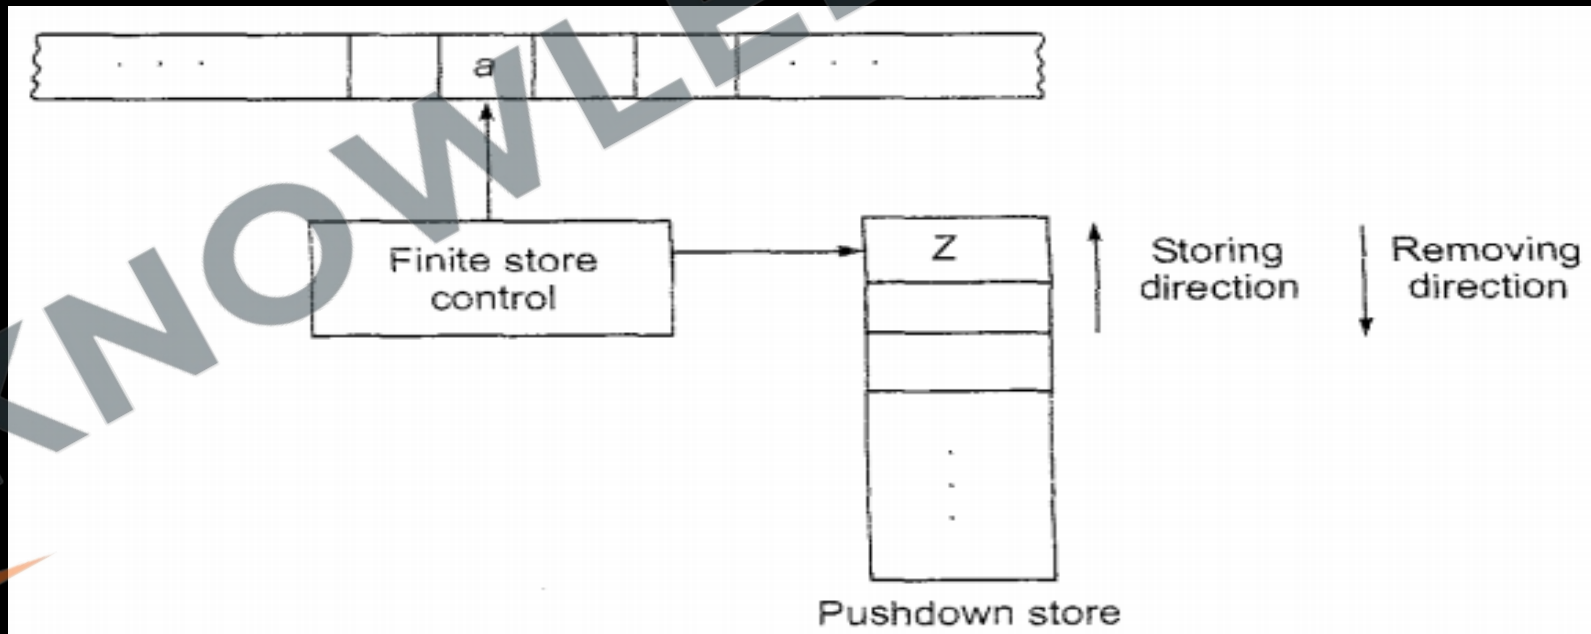 KNOWLE
. . .
a
. . .
Finite store
control
Z
Storing
direction
Removing
direction
Pushdown store